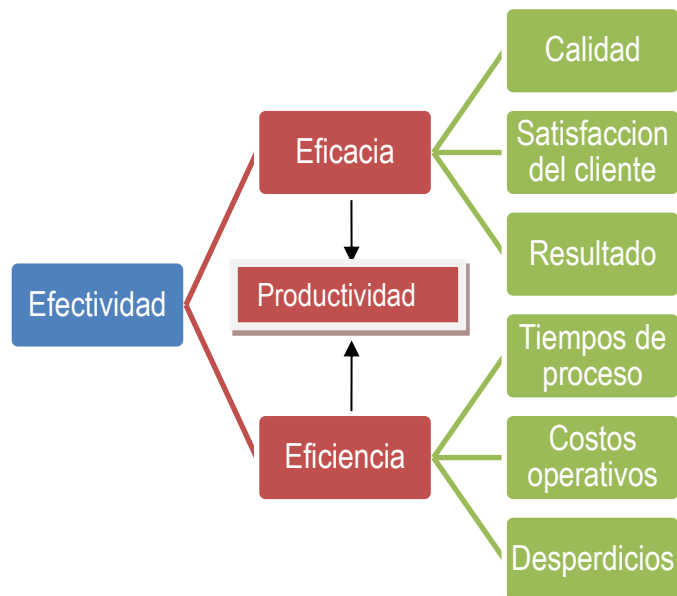 Efectividad
Eficacia
Productividad
Eficiencia
Calidad
Satisfaccion
del cliente
Resultado
Tiempos de
proceso
Costos
operativos
Desperdicios